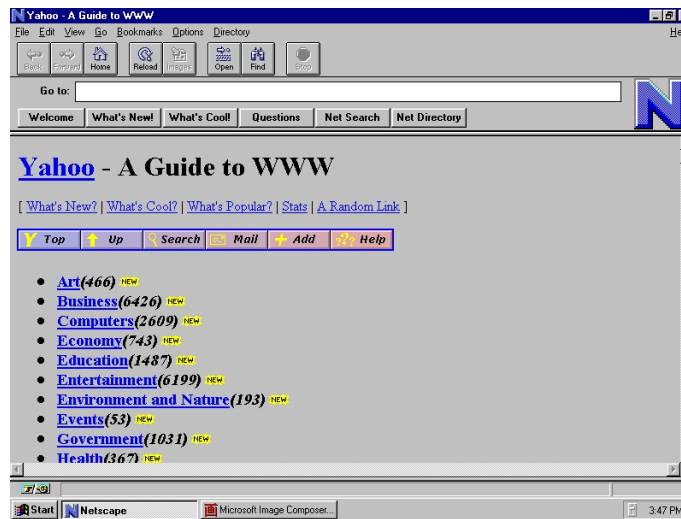 Yahoo - A Guide to WWW
File Edit View Go Bookmarks Options Directory He
Back Forward Home Reload Images Open Find Stop
Go to:
Welcome What's New! What's Cool! Questions Net Search Net Directory
N
Yahoo - A Guide to WWW
[ What's New? | What's Cool? | What's Popular? | Stats | A Random Link ]
Y Top Up Search Mail Add ??? Help
Art(466) NEW
Business(6426) NEW
Computers(2609) NEW
Economy(743) NEW
Education(1487) NEW
Entertainment(6199) NEW
Environment and Nature(193) NEW
Events(53) NEW
Government(1031) NEW
Health(367) NEW
Start Netscape Microsoft Image Composer... 3:47 PM